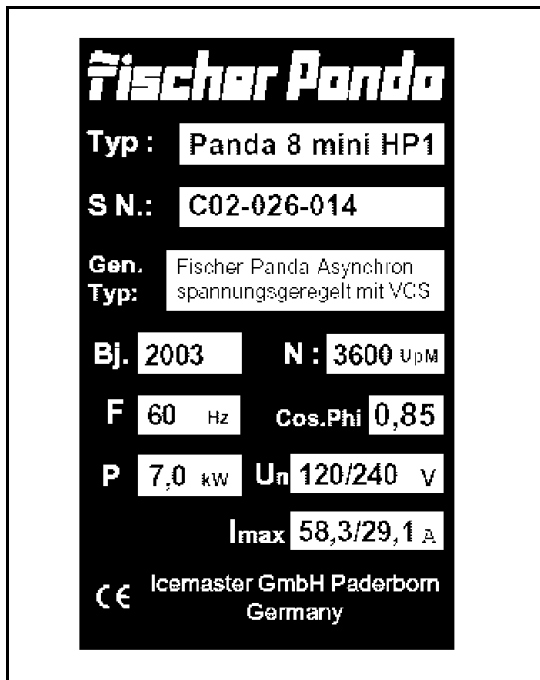 Fischer Panda
Typ : Panda 8 mini HP1
S N.: C02-026-014
Gen. Typ: Fischer Panda Asynchron
spannungsgeregelt mit VCS
Bj. 2003 N : 3600 UpM
F 60 Hz Cos.Phi 0,85
P 7,0 kW Un 120/240 V
Imax 58,3/29,1 A
CE Icemaster GmbH Paderborn
Germany